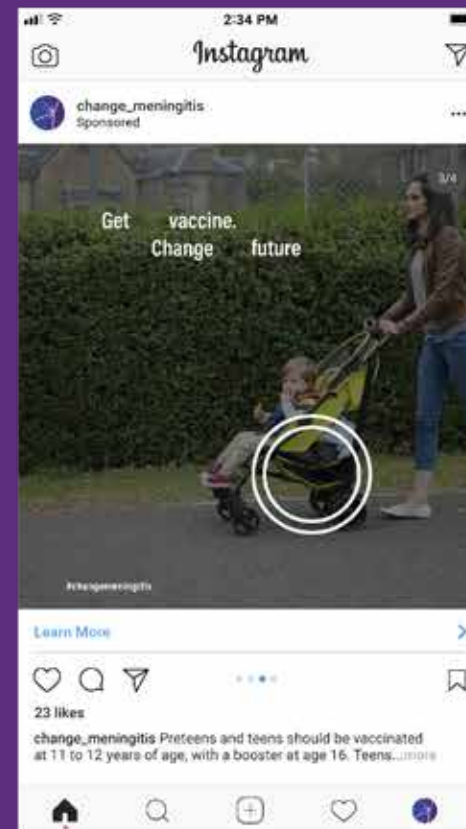 2:34 PM
Instagram
change_meningitis
Sponsored
3/4
Get vaccine.
Change future
#changemeningitis
Learn More
23 likes
change_meningitis Preteens and teens should be vaccinated
at 11 to 12 years of age, with a booster at age 16. Teens...more